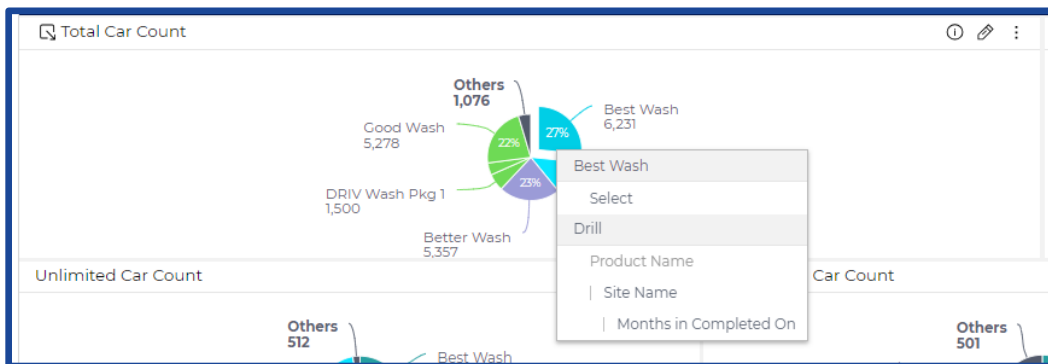 Total Car Count
Others
1,076
Best Wash
6,231
Good Wash
5,278
27%
22%
23%
DRIV Wash Pkg 1
1,500
Better Wash
5,357
Best Wash
Select
Drill
Product Name
Site Name
Months in Completed On
Unlimited Car Count
Car Count
Others
512
Best Wash
Others
501